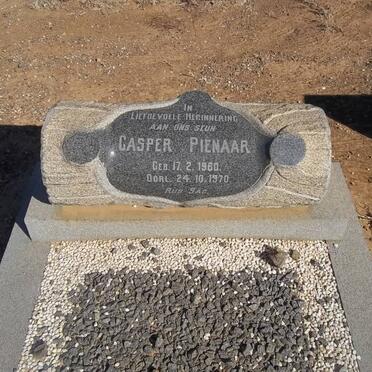 IN
LIEFDEVOLLE HERINNERING
AAN ONS SEUN
CASPER PIENAAR
GEB. 17. 2. 1960.
OORL. 24. 10. 1970.
RUS SAG.